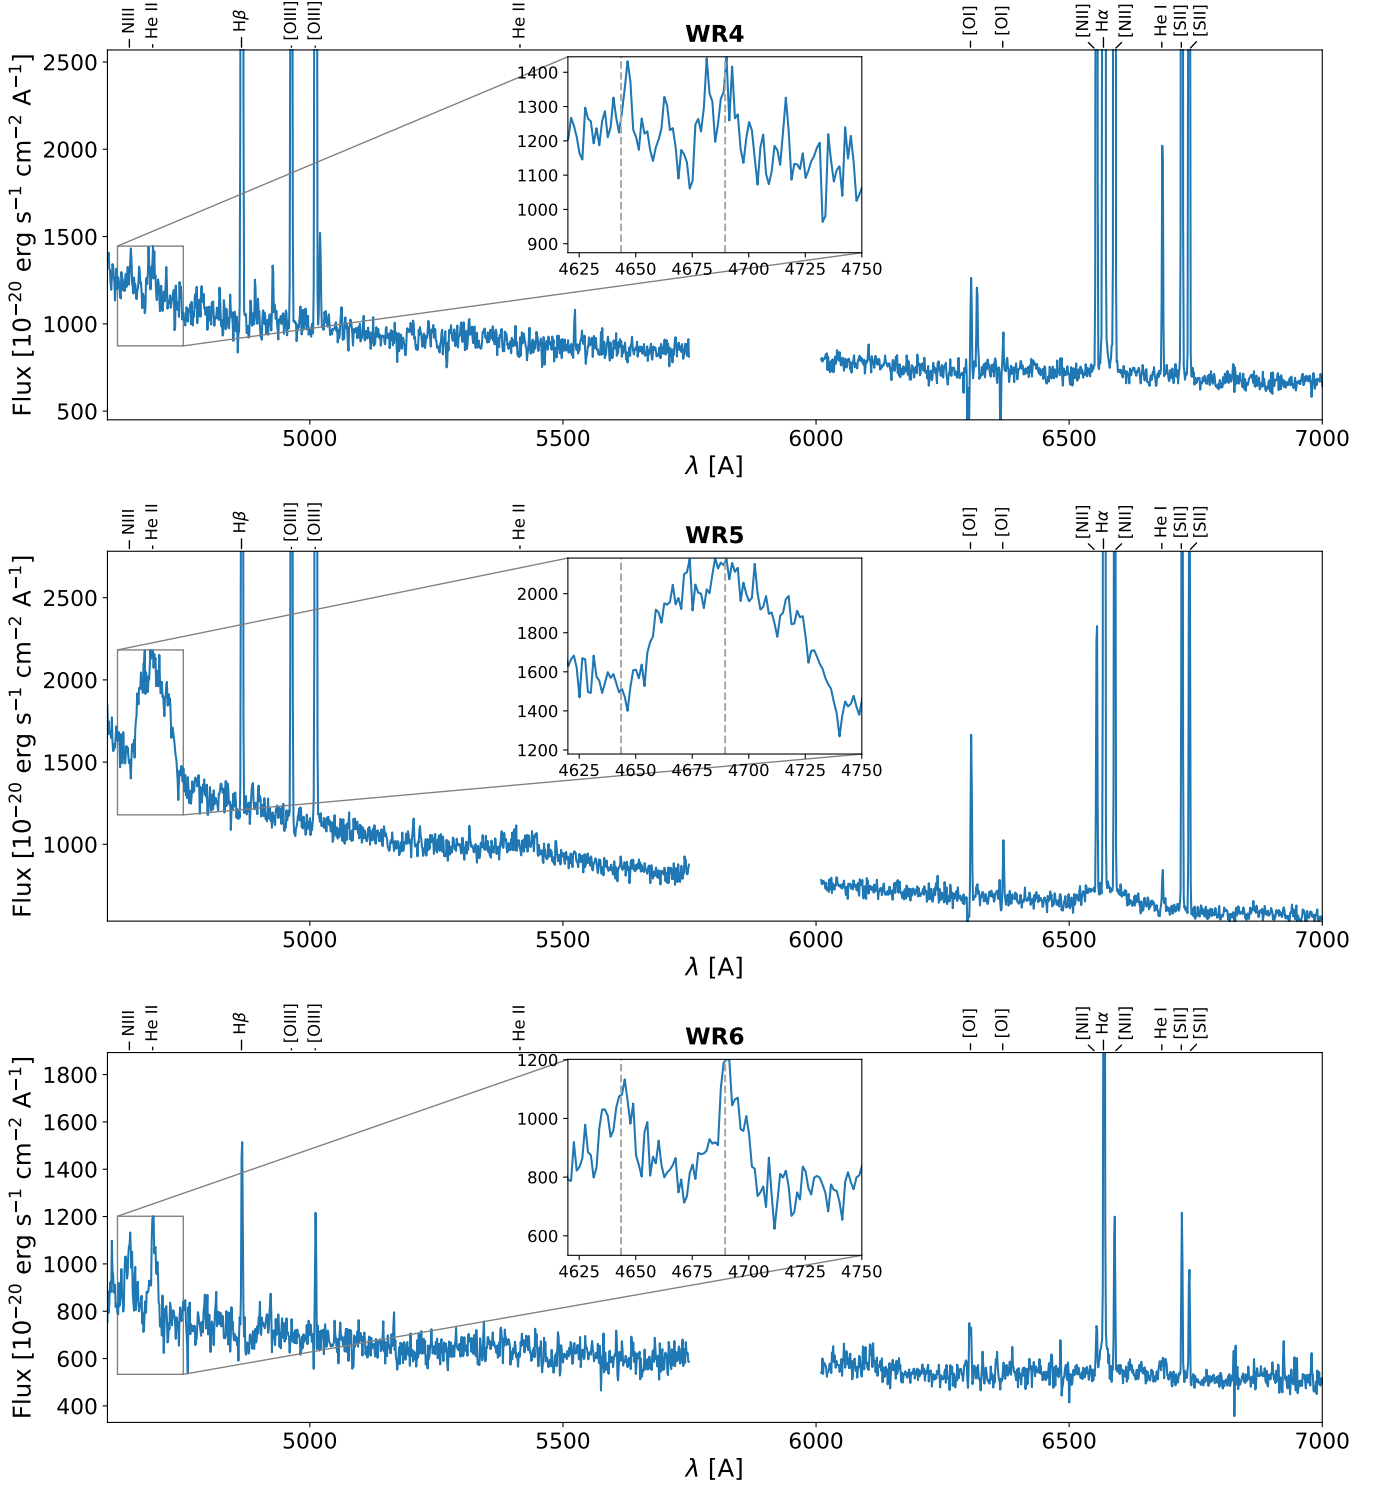 NIII
He II
Hβ
[OIII]
[OIII]
He II
WR4
[OI]
[OI]
[NII]
Hα
[NII]
He I
[SII]
[SII]
Flux [10⁻²⁰ erg s⁻¹ cm⁻² A⁻¹]
2500
2000
1500
1000
500
1400
1300
1200
1100
1000
900
4625 4650 4675 4700 4725 4750
5000 5500 6000 6500 7000
λ [A]
NIII
He II
Hβ
[OIII]
[OIII]
He II
WR5
[OI]
[OI]
[NII]
Hα
[NII]
He I
[SII]
[SII]
Flux [10⁻²⁰ erg s⁻¹ cm⁻² A⁻¹]
2500
2000
1500
1000
2000
1800
1600
1400
1200
4625 4650 4675 4700 4725 4750
5000 5500 6000 6500 7000
λ [A]
NIII
He II
Hβ
[OIII]
[OIII]
He II
WR6
[OI]
[OI]
[NII]
Hα
[NII]
He I
[SII]
[SII]
Flux [10⁻²⁰ erg s⁻¹ cm⁻² A⁻¹]
1800
1600
1400
1200
1000
800
600
400
1200
1000
800
600
4625 4650 4675 4700 4725 4750
5000 5500 6000 6500 7000
λ [A]